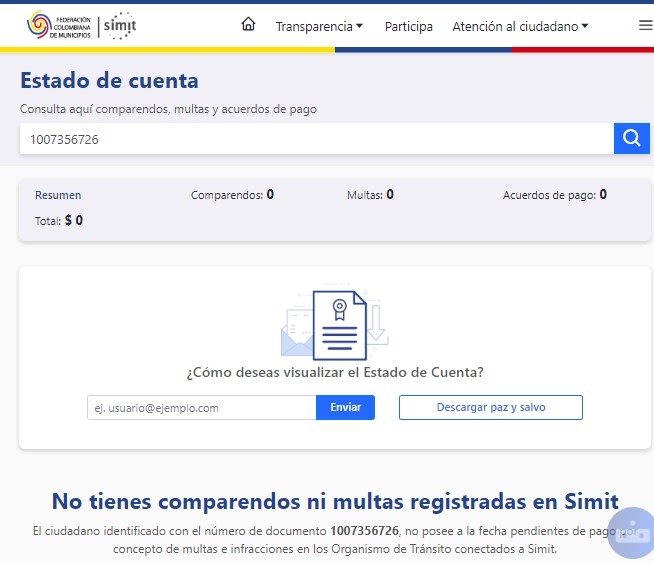 FEDERACIÓN
COLOMBIANA
DE MUNICIPIOS
simit
Transparencia Participa Atención al ciudadano
Estado de cuenta
Consulta aquí comparendos, multas y acuerdos de pago
1007356726
Resumen Comparendos: 0 Multas: 0 Acuerdos de pago: 0
Total: $ 0
¿Cómo deseas visualizar el Estado de Cuenta?
ej. usuario@ejemplo.com Enviar Descargar paz y salvo
No tienes comparendos ni multas registradas en Simit
El ciudadano identificado con el número de documento 1007356726, no posee a la fecha pendientes de pago por
concepto de multas e infracciones en los Organismo de Tránsito conectados a Simit.